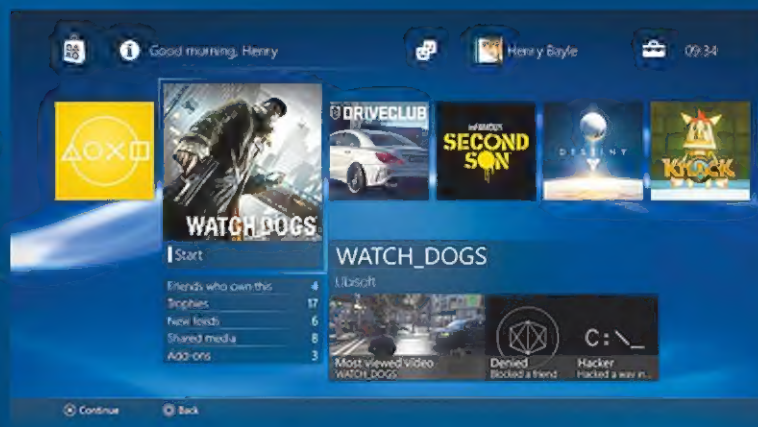 Good morning, Henry
Henry Bayle
09:34
DRIVECLUB
inFAMOUS
SECOND
SON
DESTINY
KNACK
WATCH_DOGS
Start
WATCH_DOGS
Ubisoft
Friends who own this 4
Trophies 17
New feeds 6
Shared media 8
Add-ons 3
Most viewed video
WATCH_DOGS
C:\_
Denied
Blocked a friend
Hacker
Hacked a way in...
Continue
Back